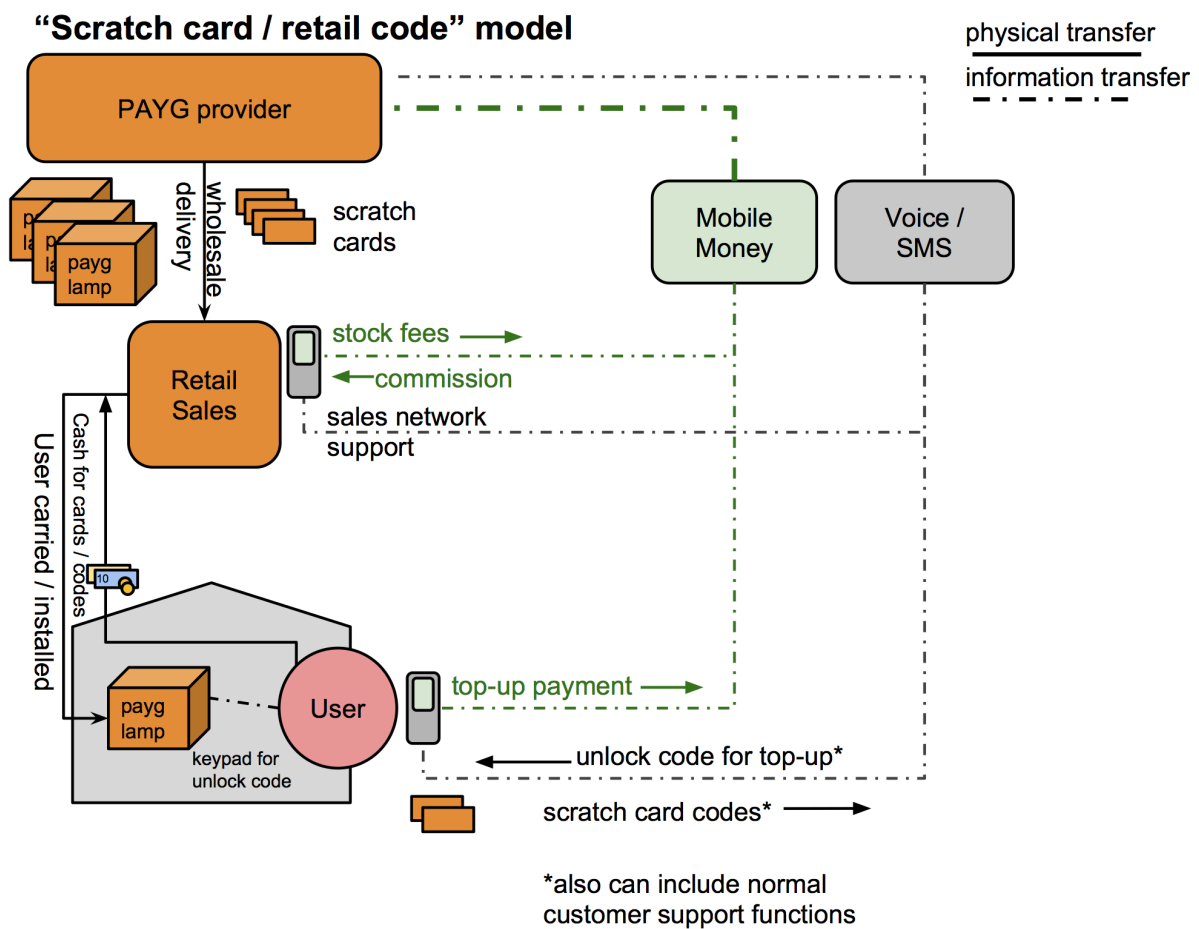 “Scratch card / retail code” model
physical transfer
information transfer
PAYG provider
wholesale
delivery
scratch
cards
payg
lamp
Mobile
Money
Voice /
SMS
Retail
Sales
stock fees
commission
sales network
support
Cash for cards / codes
User carried / installed
10
payg
lamp
User
keypad for
unlock code
top-up payment
unlock code for top-up*
scratch card codes*
*also can include normal
customer support functions